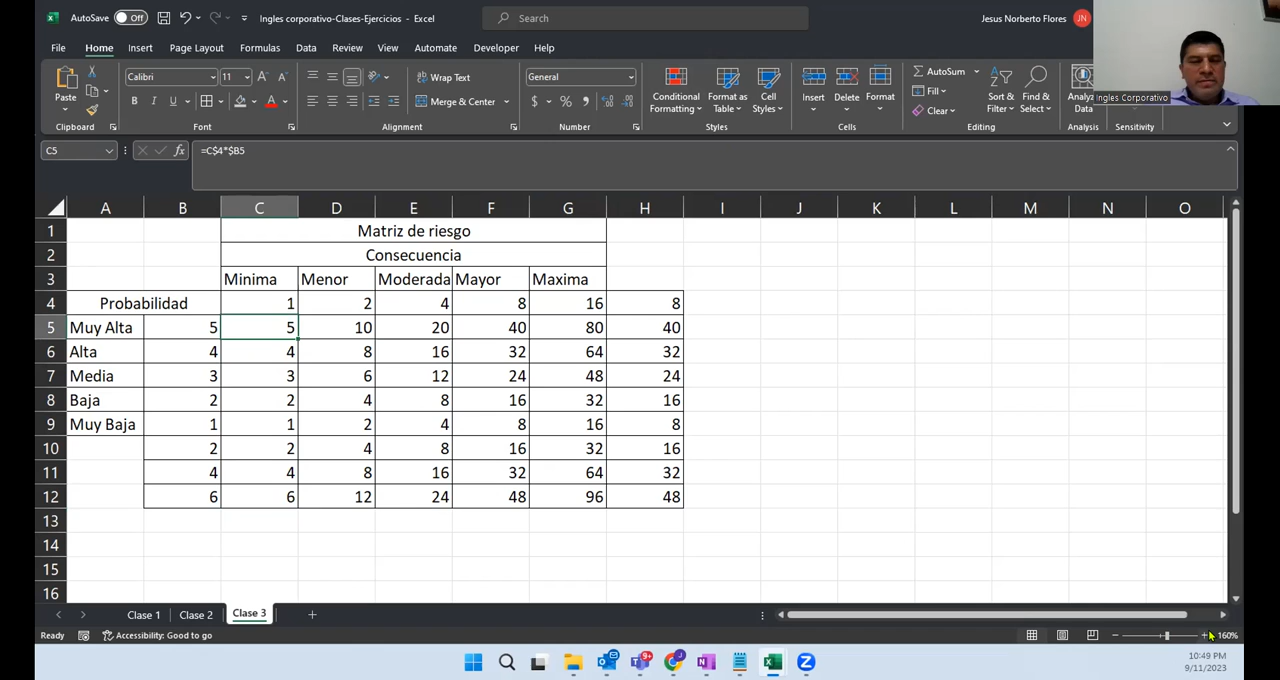 AutoSave Off Ingles corporativo-Clases-Ejercicios - Excel Search Jesus Norberto Flores JN
File Home Insert Page Layout Formulas Data Review View Automate Developer Help
Paste Calibri 11 Wrap Text General Conditional Formatting Format as Table Cell Styles Insert Delete Format AutoSum Fill Clear Sort & Filter Find & Select
Merge & Center
Ingles Corporativo
Clipboard Font Alignment Number Styles Cells Editing Analysis Sensitivity
C5 fx =C$4*$B5
A B C D E F G H I J K L M N O
1 Matriz de riesgo
2 Consecuencia
3 Minima Menor Moderada Mayor Maxima
4 Probabilidad 1 2 4 8 16 8
5 Muy Alta 5 5 10 20 40 80 40
6 Alta 4 4 8 16 32 64 32
7 Media 3 3 6 12 24 48 24
8 Baja 2 2 4 8 16 32 16
9 Muy Baja 1 1 2 4 8 16 8
10 2 2 4 8 16 32 16
11 4 4 8 16 32 64 32
12 6 6 12 24 48 96 48
13
14
15
16
Clase 1 Clase 2 Clase 3
Ready Accessibility: Good to go 160%
10:49 PM
9/11/2023